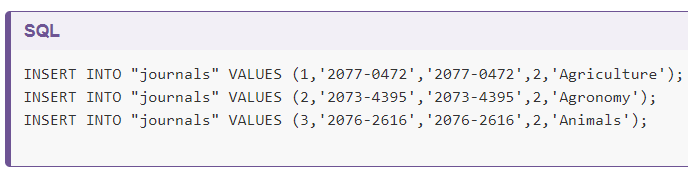 SQL
INSERT INTO "journals" VALUES (1,'2077-0472','2077-0472',2,'Agriculture');
INSERT INTO "journals" VALUES (2,'2073-4395','2073-4395',2,'Agronomy');
INSERT INTO "journals" VALUES (3,'2076-2616','2076-2616',2,'Animals');